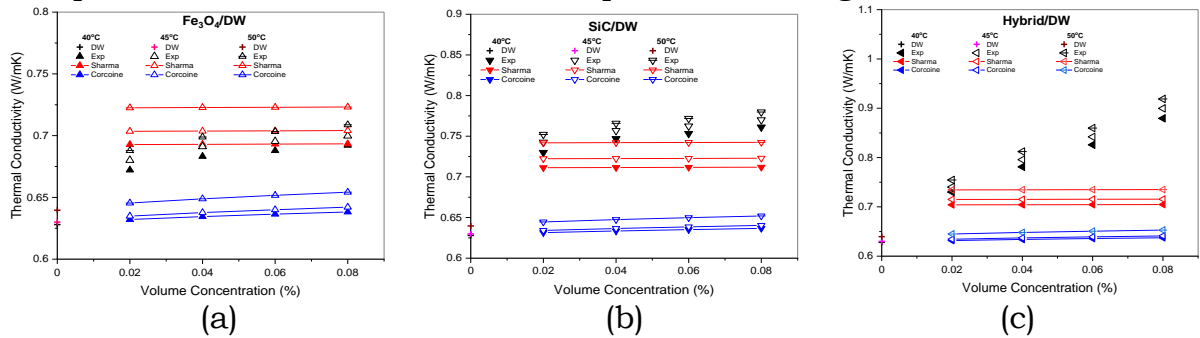 Fe₃O₄/DW
40°C 45°C 50°C
DW DW DW
Exp Exp Exp
Sharma Sharma Sharma
Corcoine Corcoine Corcoine
Thermal Conductivity (W/mK)
0.8
0.75
0.7
0.65
0.6
0 0.02 0.04 0.06 0.08
Volume Concentration (%)
(a)
SiC/DW
40°C 45°C 50°C
DW DW DW
Exp Exp Exp
Sharma Sharma Sharma
Corcoine Corcoine Corcoine
Thermal Conductivity (W/mK)
0.9
0.85
0.8
0.75
0.7
0.65
0.6
0 0.02 0.04 0.06 0.08
Volume Concentration (%)
(b)
Hybrid/DW
40°C 45°C 50°C
DW DW DW
Exp Exp Exp
Sharma Sharma Sharma
Corcoine Corcoine Corcoine
Thermal Conductivity (W/mK)
1.1
1
0.9
0.8
0.7
0.6
0 0.02 0.04 0.06 0.08
Volume Concentration (%)
(c)